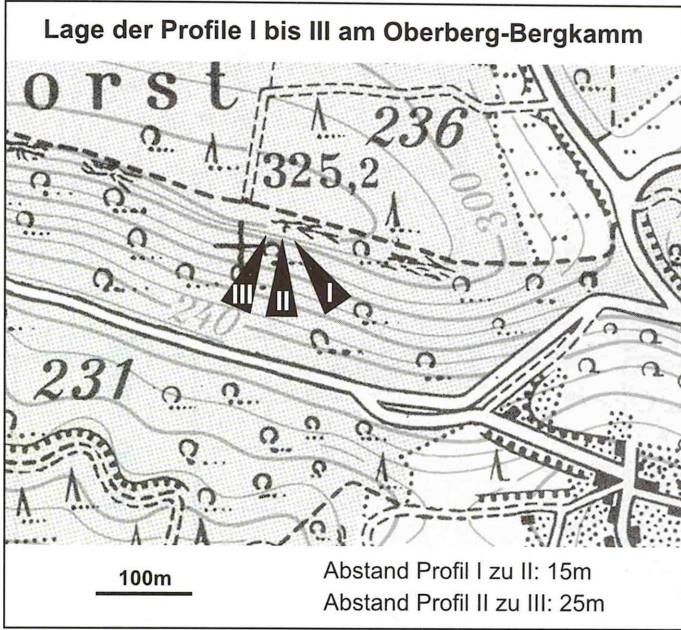 Lage der Profile I bis III am Oberberg-Bergkamm
orst
236
325,2
300
III
II
I
240
231
100m
Abstand Profil I zu II: 15m
Abstand Profil II zu III: 25m